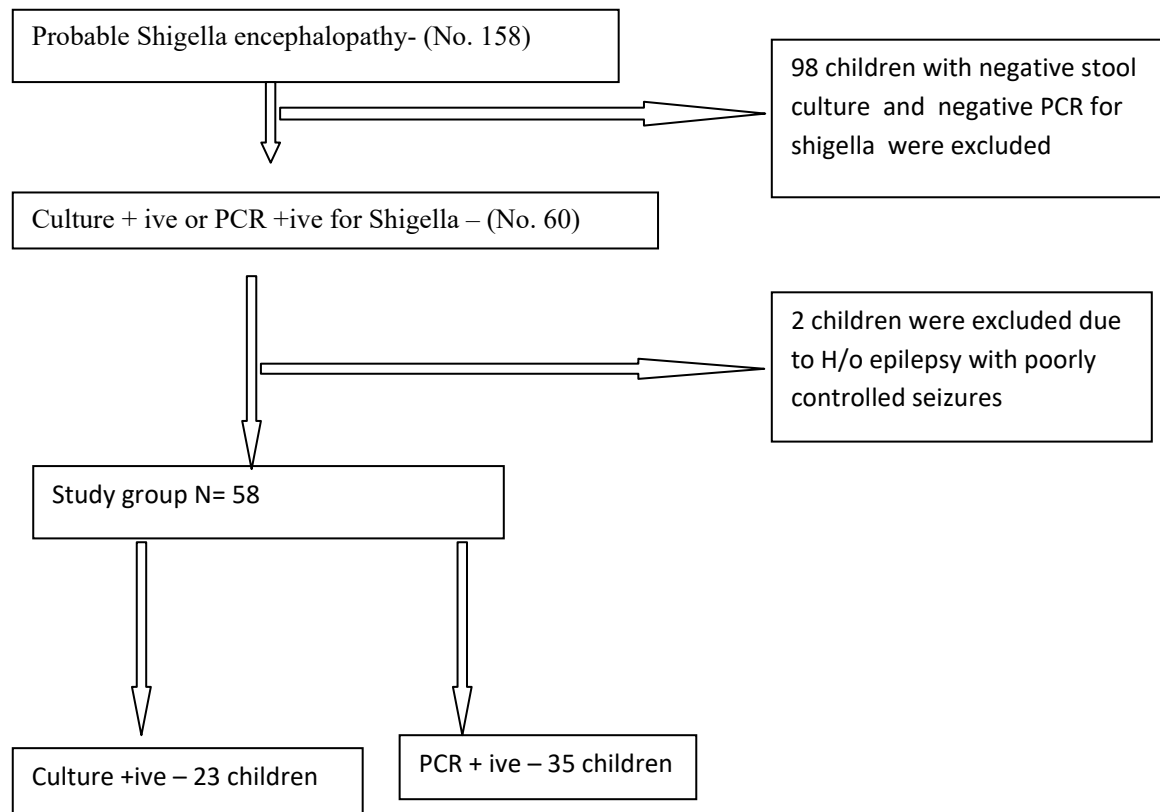 Probable Shigella encephalopathy- (No. 158)
98 children with negative stool
culture and negative PCR for
shigella were excluded
Culture + ive or PCR +ive for Shigella – (No. 60)
2 children were excluded due
to H/o epilepsy with poorly
controlled seizures
Study group N= 58
Culture +ive – 23 children
PCR + ive – 35 children